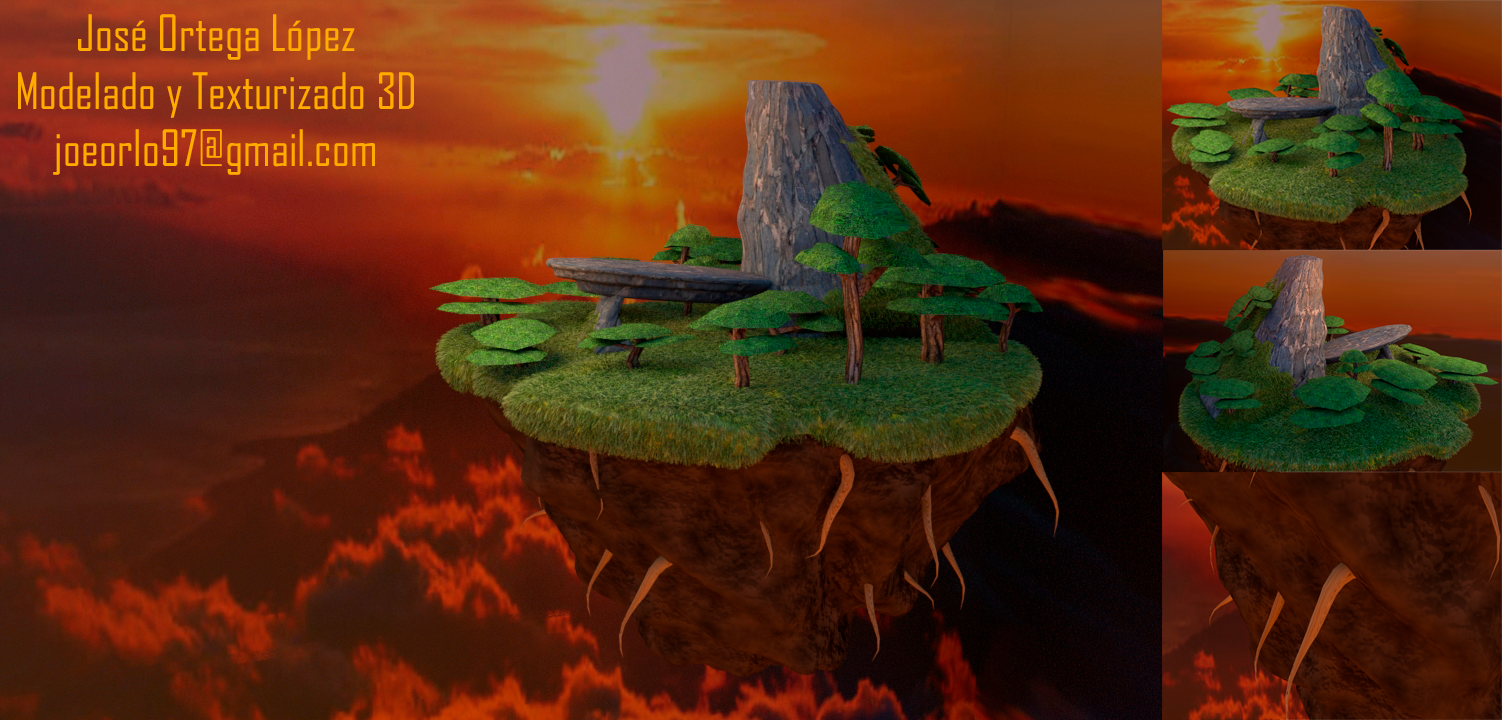 José Ortega López
Modelado y Texturizado 3D
joeorlo97@gmail.com